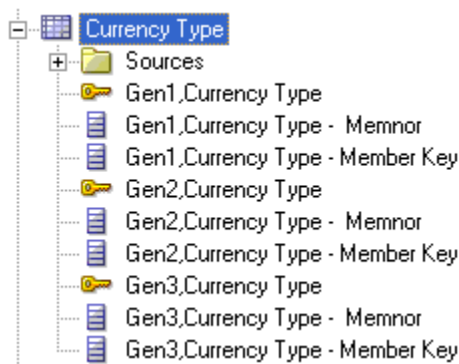 Currency Type
Sources
Gen1,Currency Type
Gen1,Currency Type - Memnor
Gen1,Currency Type - Member Key
Gen2,Currency Type
Gen2,Currency Type - Memnor
Gen2,Currency Type - Member Key
Gen3,Currency Type
Gen3,Currency Type - Memnor
Gen3,Currency Type - Member Key